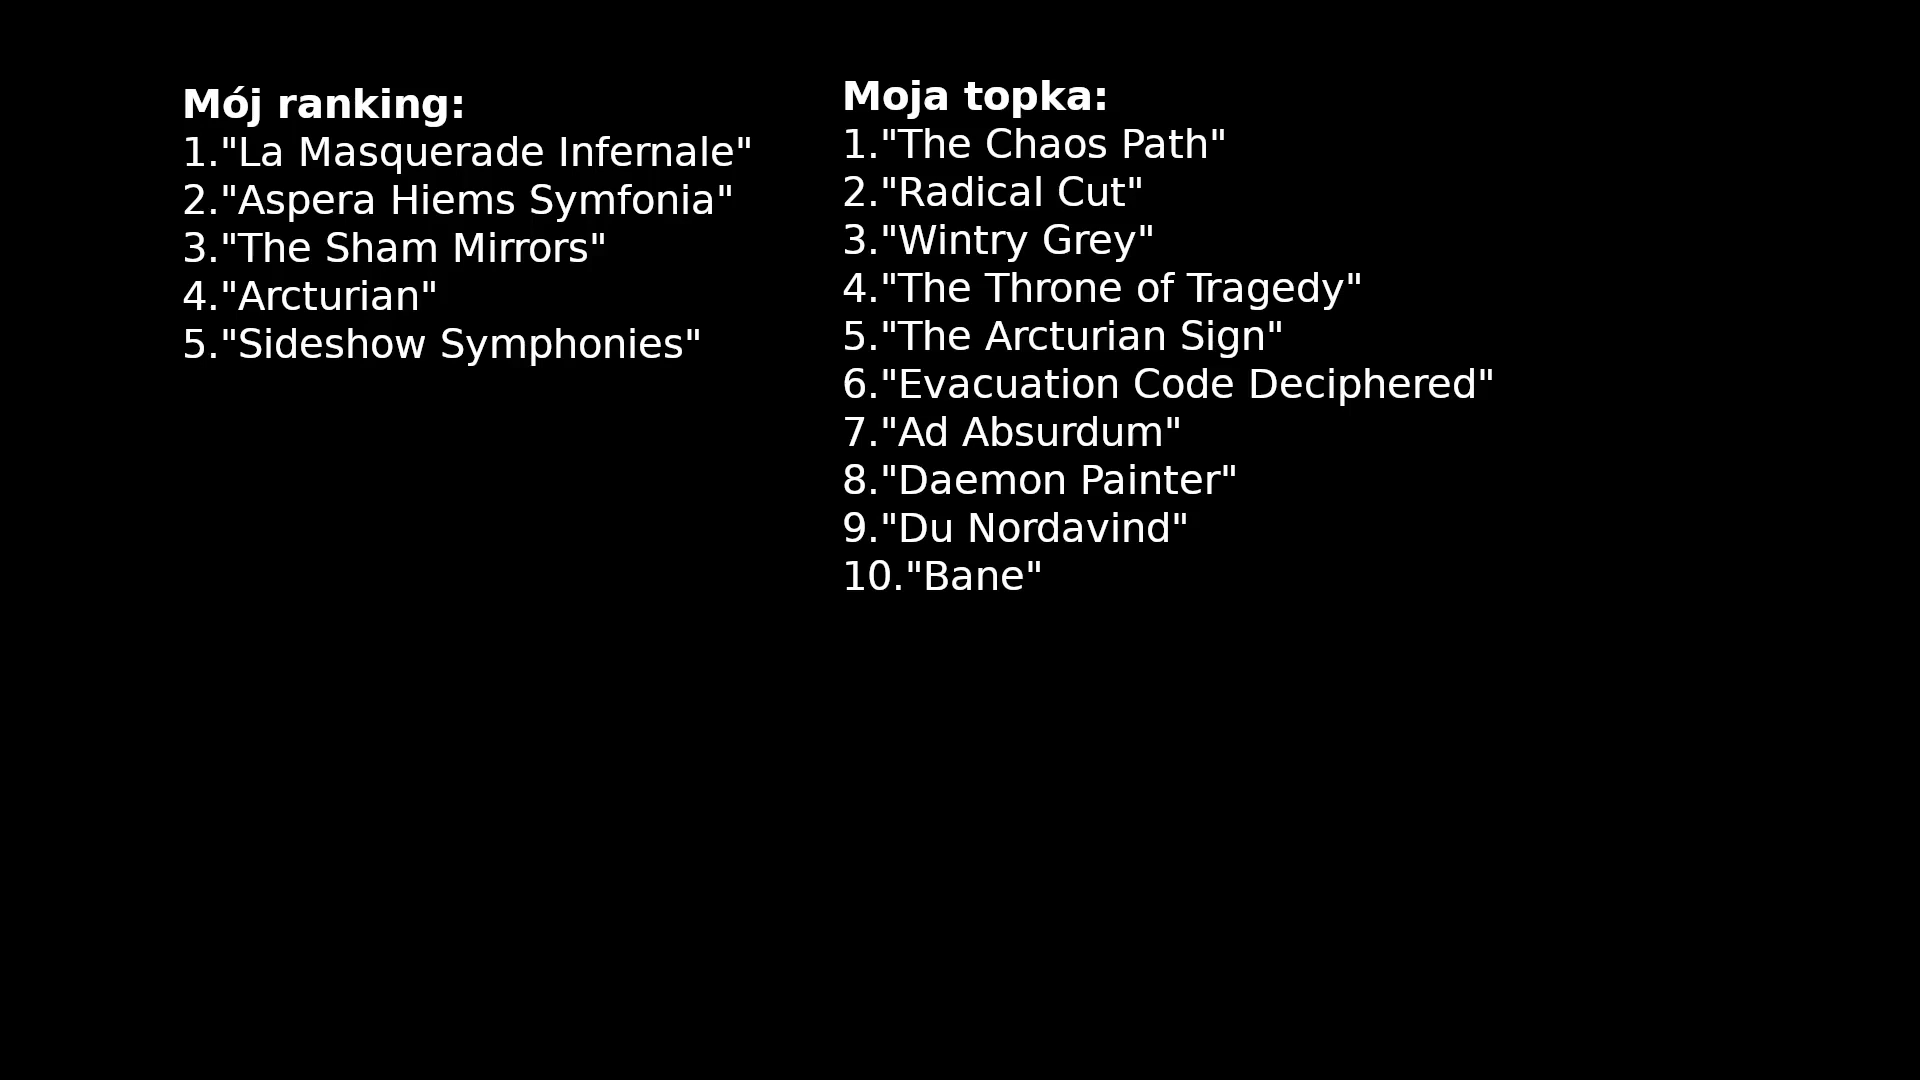 Mój ranking:
1."La Masquerade Infernale"
2."Aspera Hiems Symfonia"
3."The Sham Mirrors"
4."Arcturian"
5."Sideshow Symphonies"
Moja topka:
1."The Chaos Path"
2."Radical Cut"
3."Wintry Grey"
4."The Throne of Tragedy"
5."The Arcturian Sign"
6."Evacuation Code Deciphered"
7."Ad Absurdum"
8."Daemon Painter"
9."Du Nordavind"
10."Bane"